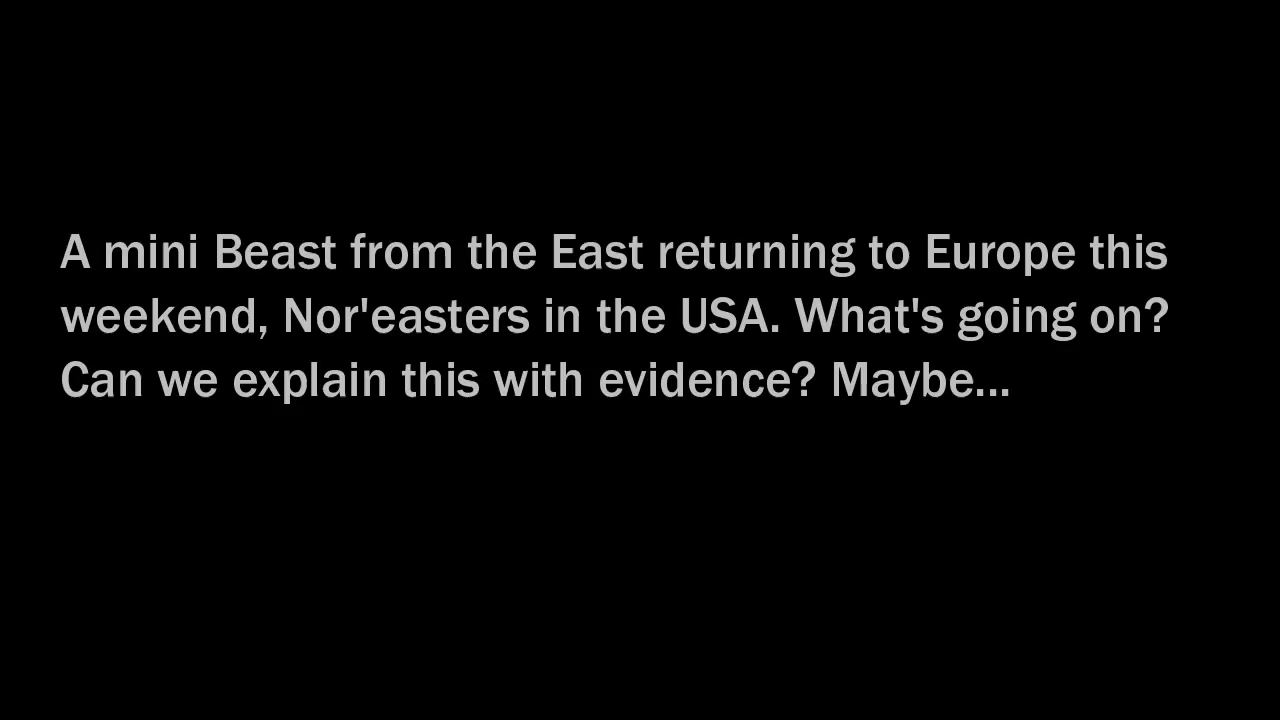 A mini Beast from the East returning to Europe this
weekend, Nor'easters in the USA. What's going on?
Can we explain this with evidence? Maybe...